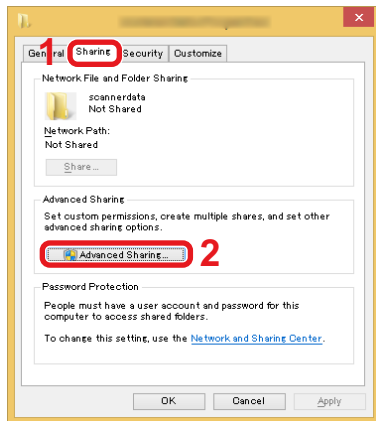 1
General Sharing Security Customize
Network File and Folder Sharing
scannerdata
Not Shared
Network Path:
Not Shared
Share...
Advanced Sharing
Set custom permissions, create multiple shares, and set other
advanced sharing options.
Advanced Sharing... 2
Password Protection
People must have a user account and password for this
computer to access shared folders.
To change this setting, use the Network and Sharing Center.
OK Cancel Apply